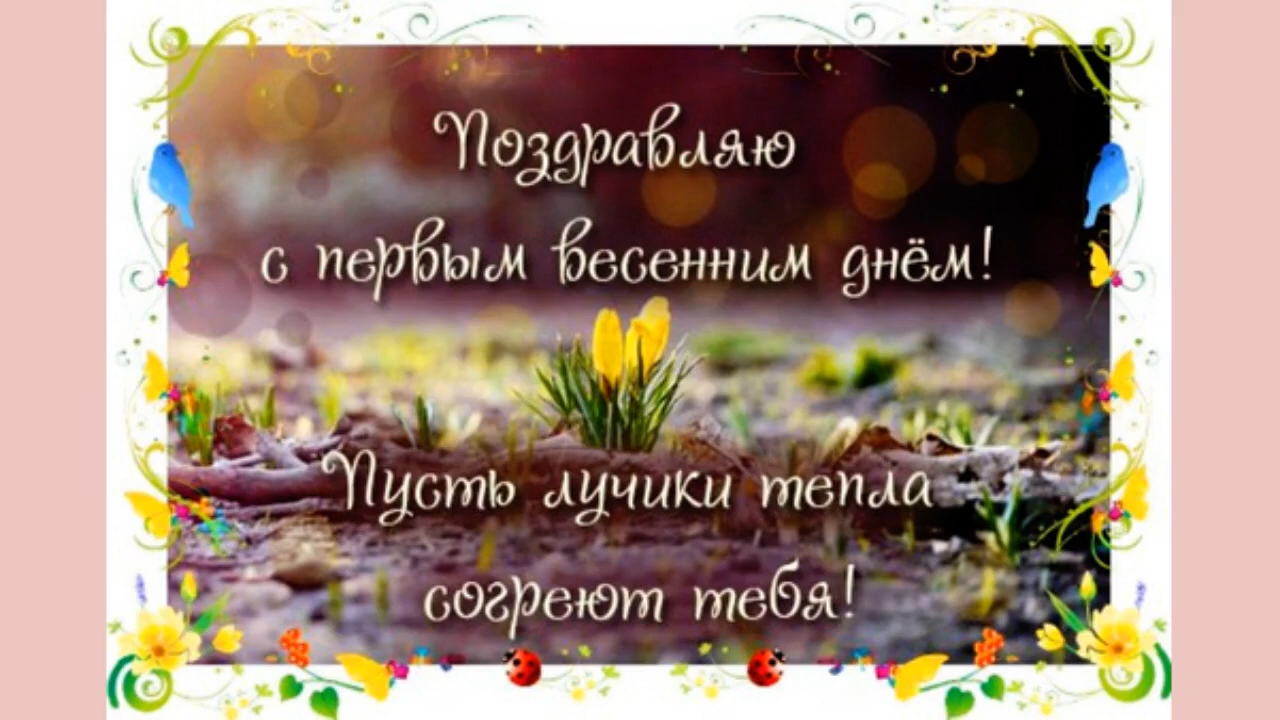 Поздравляю
с первым весенним днём!
Пусть лучики тепла
согреют тебя!